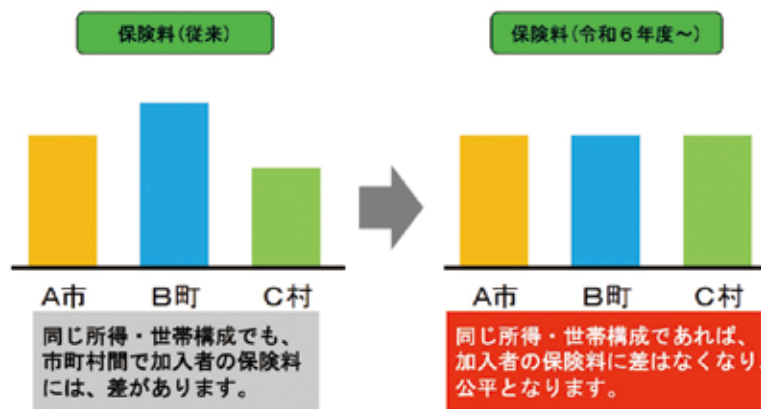 保険料(従来)
保険料(令和6年度～)
A市
B町
C村
A市
B町
C村
同じ所得・世帯構成でも、
市町村間で加入者の保険料
には、差があります。
同じ所得・世帯構成であれば、
加入者の保険料に差はなくなり、
公平となります。